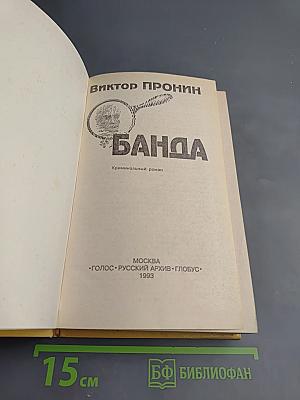 Виктор ПРОНИН
БАНДА
Криминальный роман
МОСКВА
«ГОЛОС» «РУССКИЙ АРХИВ» «ГЛОБУС»
1993
15 см
БФ БИБЛИОФАН